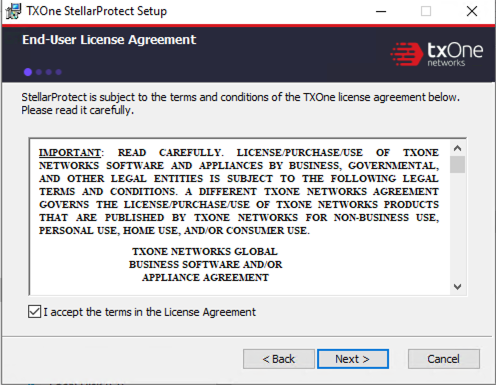 TXOne StellarProtect Setup
End-User License Agreement
txOne
networks
StellarProtect is subject to the terms and conditions of the TXOne license agreement below.
Please read it carefully.
IMPORTANT: READ CAREFULLY. LICENSE/PURCHASE/USE OF TXONE
NETWORKS SOFTWARE AND APPLIANCES BY BUSINESS, GOVERNMENTAL,
AND OTHER LEGAL ENTITIES IS SUBJECT TO THE FOLLOWING LEGAL
TERMS AND CONDITIONS. A DIFFERENT TXONE NETWORKS AGREEMENT
GOVERNS THE LICENSE/PURCHASE/USE OF TXONE NETWORKS PRODUCTS
THAT ARE PUBLISHED BY TXONE NETWORKS FOR NON-BUSINESS USE,
PERSONAL USE, HOME USE, AND/OR CONSUMER USE.
TXONE NETWORKS GLOBAL
BUSINESS SOFTWARE AND/OR
APPLIANCE AGREEMENT
I accept the terms in the License Agreement
< Back
Next >
Cancel